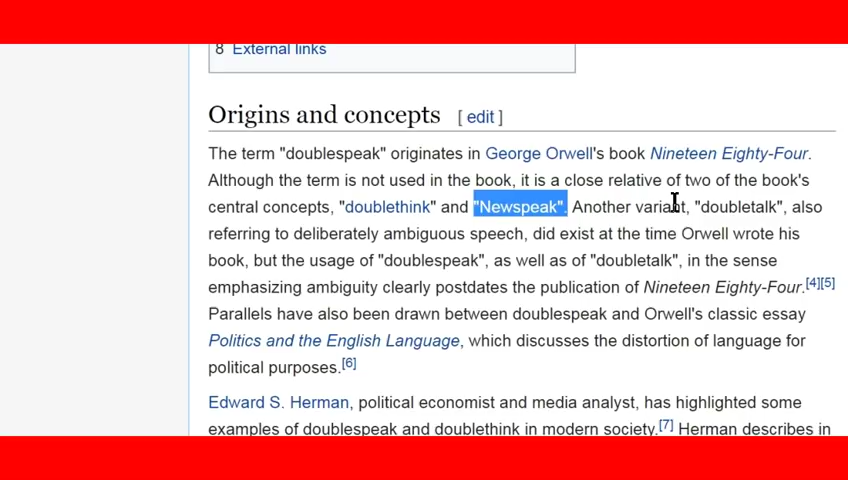 8 External links
Origins and concepts [ edit ]
The term "doublespeak" originates in George Orwell's book Nineteen Eighty-Four.
Although the term is not used in the book, it is a close relative of two of the book's
central concepts, "doublethink" and "Newspeak". Another variant, "doubletalk", also
referring to deliberately ambiguous speech, did exist at the time Orwell wrote his
book, but the usage of "doublespeak", as well as of "doubletalk", in the sense
emphasizing ambiguity clearly postdates the publication of Nineteen Eighty-Four.[4][5]
Parallels have also been drawn between doublespeak and Orwell's classic essay
Politics and the English Language, which discusses the distortion of language for
political purposes.[6]
Edward S. Herman, political economist and media analyst, has highlighted some
examples of doublespeak and doublethink in modern society.[7] Herman describes in